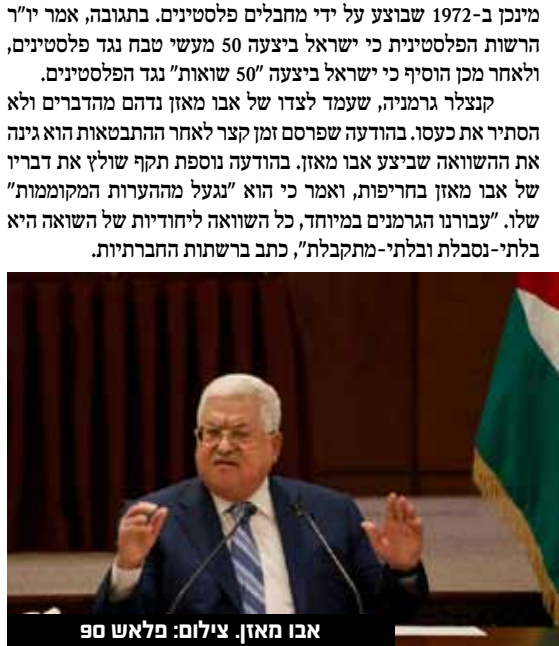 מינכן ב-1972 שבוצע על ידי מחבלים פלסטינים. בתגובה, אמר יו"ר
הרשות הפלסטינית כי ישראל ביצעה 50 מעשי טבח נגד פלסטינים,
ולאחר מכן הוסיף כי ישראל ביצעה "50 שואות" נגד הפלסטינים.
קנצלר גרמניה, שעמד לצדו של אבו מאזן נדהם מהדברים ולא
הסתיר את כעסו. בהודעה שפרסם זמן קצר לאחר ההתבטאות הוא גינה
את ההשוואה שביצע אבו מאזן. בהודעה נוספת תקף שולץ את דבריו
של אבו מאזן בחריפות, ואמר כי הוא "נגעל מההערות המקוממות"
שלו. "עבורנו הגרמנים במיוחד, כל השוואה ליחודיות של השואה היא
בלתי-נסבלת ובלתי-מתקבלת", כתב ברשתות החברתיות.
אבו מאזן. צילום: פלאש 90